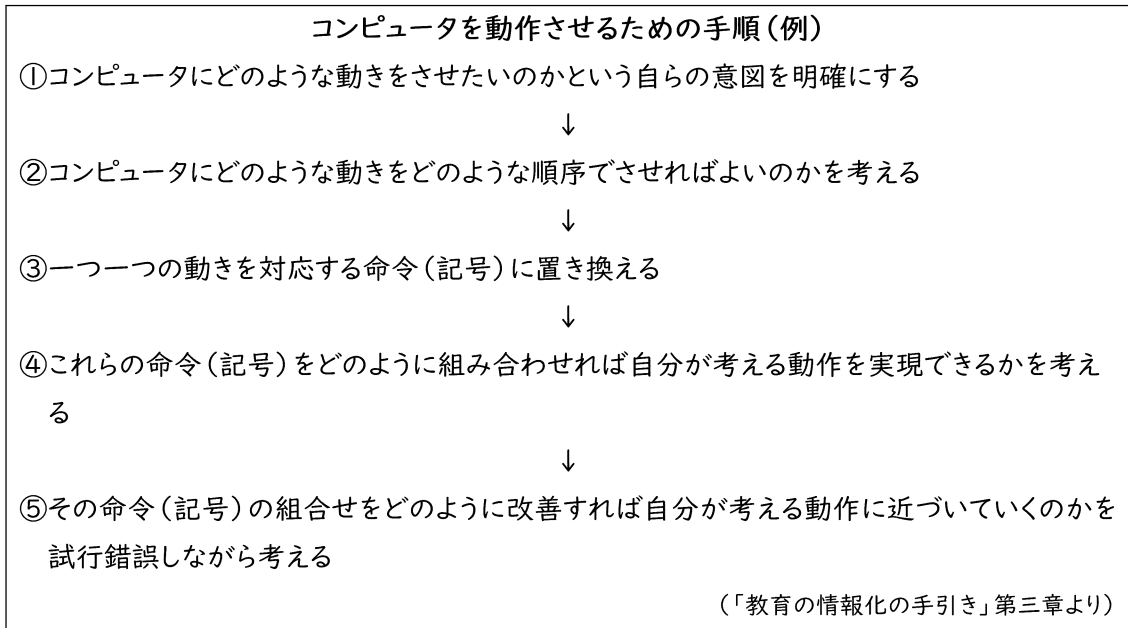 コンピュータを動作させるための手順(例)
①コンピュータにどのような動きをさせたいのかという自らの意図を明確にする
↓
②コンピュータにどのような動きをどのような順序でさせればよいのかを考える
↓
③一つ一つの動きを対応する命令(記号)に置き換える
↓
④これらの命令(記号)をどのように組み合わせれば自分が考える動作を実現できるかを考え
る
↓
⑤その命令(記号)の組合せをどのように改善すれば自分が考える動作に近づいていくのかを
試行錯誤しながら考える
(「教育の情報化の手引き」第三章より)